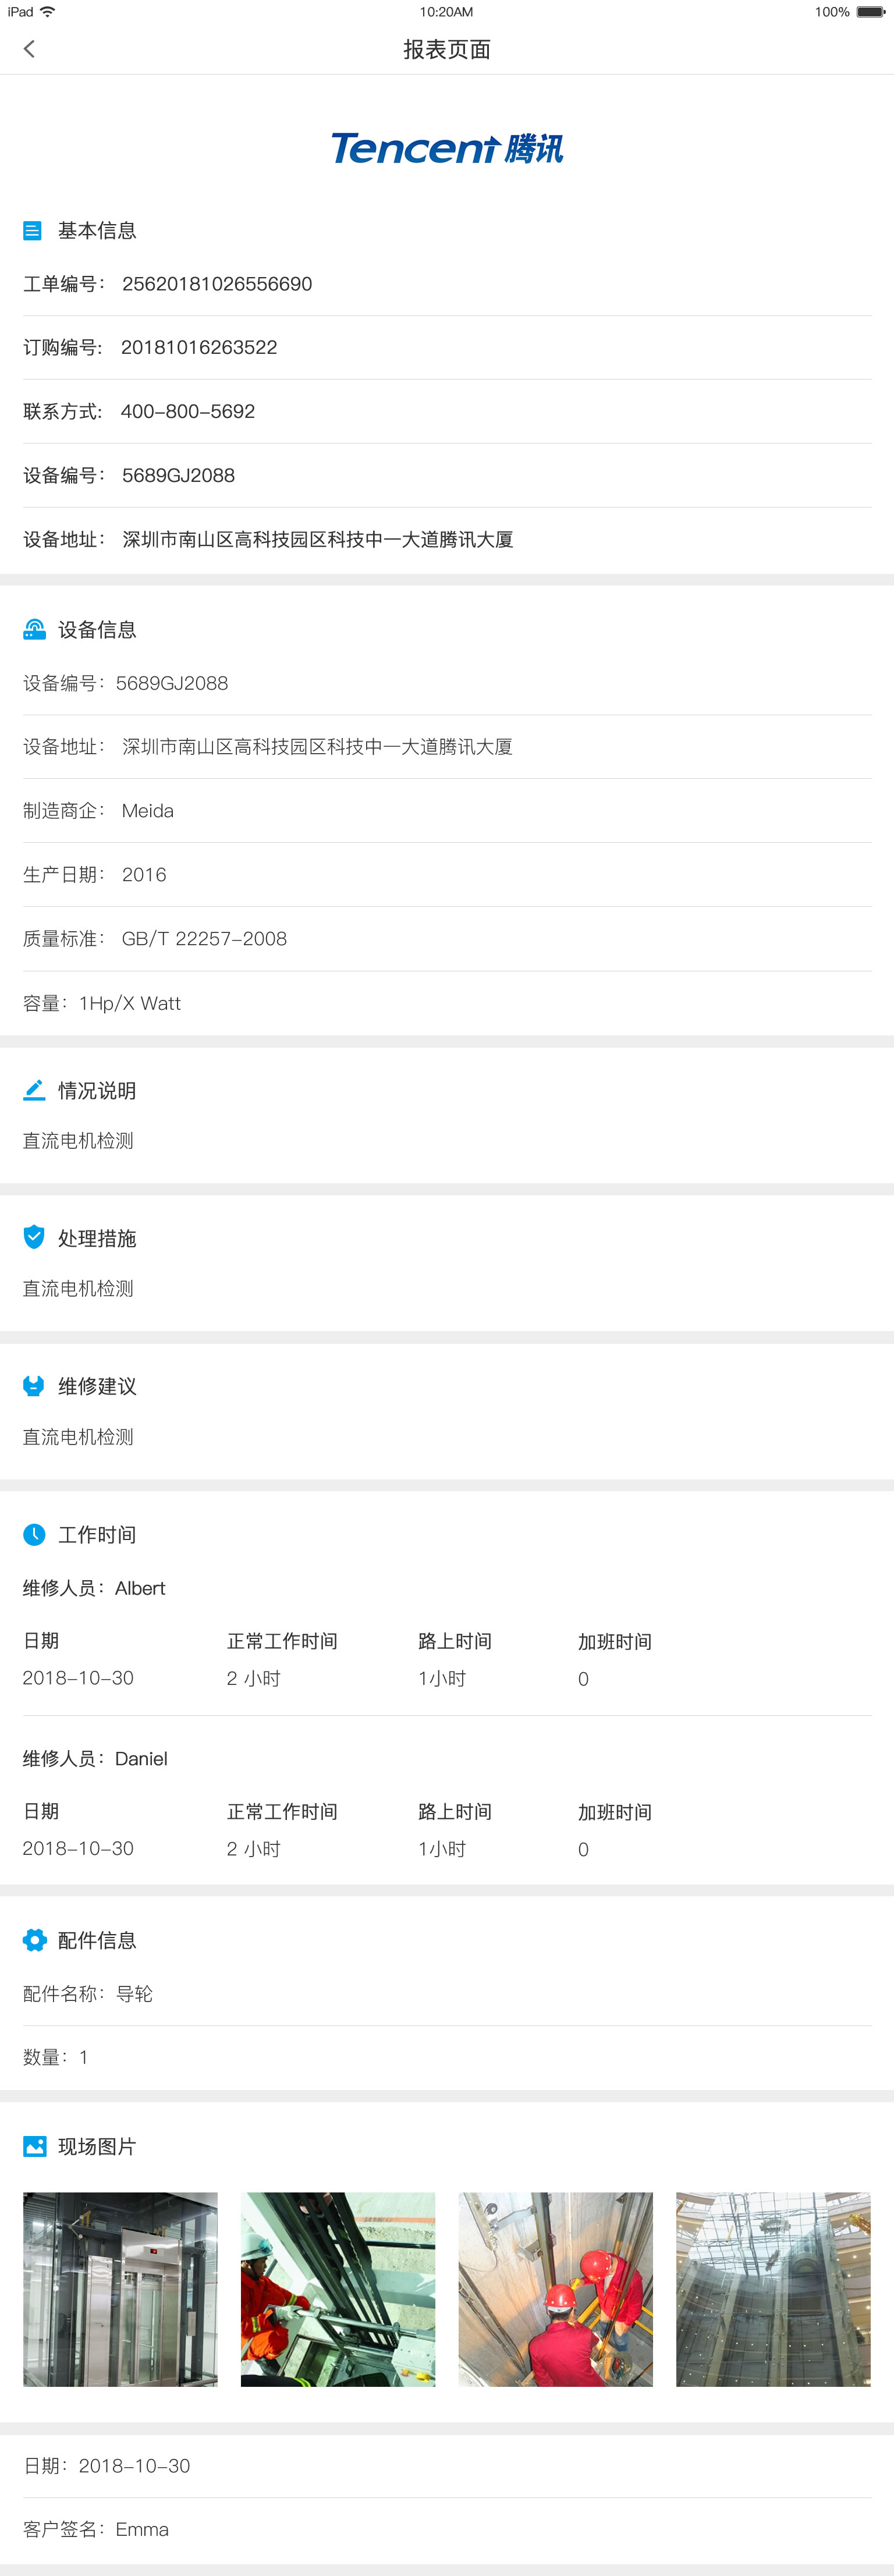 iPad 10:20AM 100%
报表页面
Tencent 腾讯
基本信息
工单编号： 25620181026556690
订购编号: 20181016263522
联系方式: 400-800-5692
设备编号： 5689GJ2088
设备地址： 深圳市南山区高科技园区科技中一大道腾讯大厦
设备信息
设备编号：5689GJ2088
设备地址： 深圳市南山区高科技园区科技中一大道腾讯大厦
制造商企： Meida
生产日期： 2016
质量标准： GB/T 22257-2008
容量：1Hp/X Watt
情况说明
直流电机检测
处理措施
直流电机检测
维修建议
直流电机检测
工作时间
维修人员：Albert
日期 正常工作时间 路上时间 加班时间
2018-10-30 2 小时 1小时 0
维修人员：Daniel
日期 正常工作时间 路上时间 加班时间
2018-10-30 2 小时 1小时 0
配件信息
配件名称：导轮
数量：1
现场图片
日期：2018-10-30
客户签名：Emma